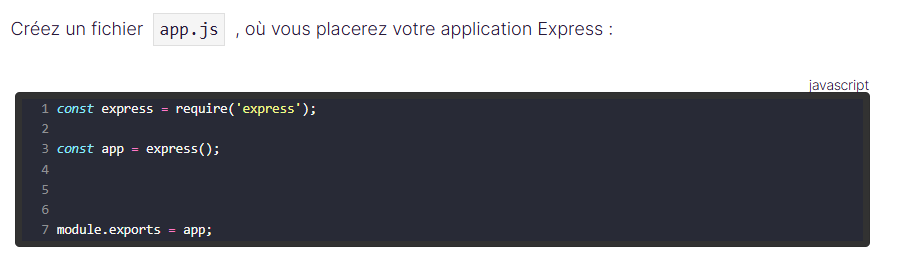 Créez un fichier app.js , où vous placerez votre application Express :
javascript
1 const express = require('express');
2
3 const app = express();
4
5
6
7 module.exports = app;